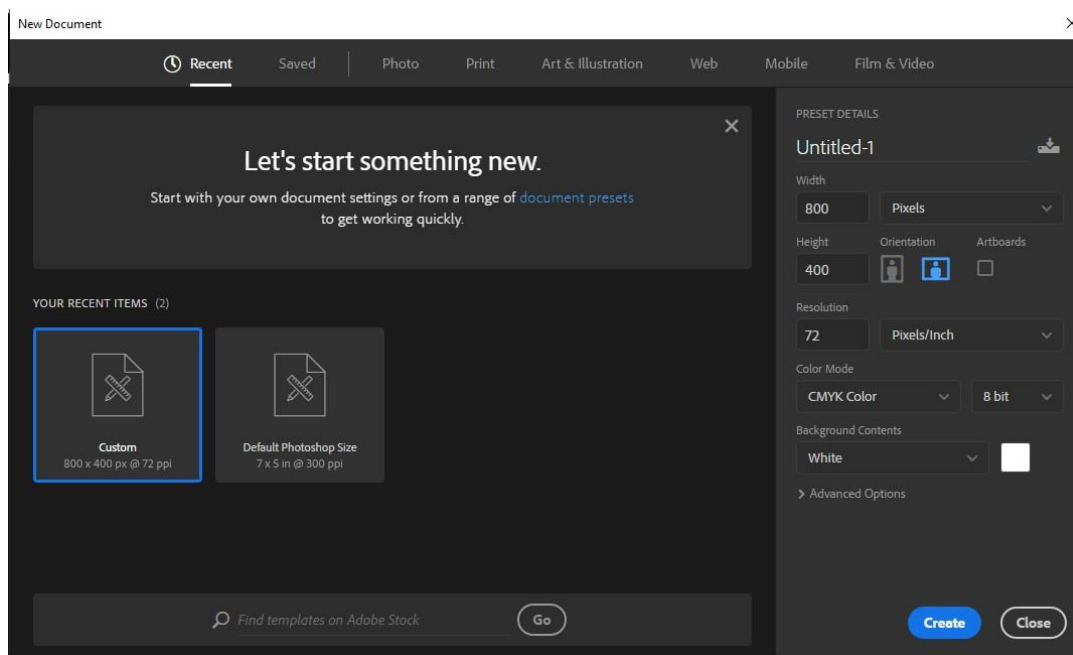 New Document
Recent Saved Photo Print Art & Illustration Web Mobile Film & Video
Let's start something new.
Start with your own document settings or from a range of document presets
to get working quickly.
YOUR RECENT ITEMS (2)
Custom
800 x 400 px @ 72 ppi
Default Photoshop Size
7 x 5 in @ 300 ppi
Find templates on Adobe Stock Go
PRESET DETAILS
Untitled-1
Width
800 Pixels
Height Orientation Artboards
400
Resolution
72 Pixels/Inch
Color Mode
CMYK Color 8 bit
Background Contents
White
Advanced Options
Create Close